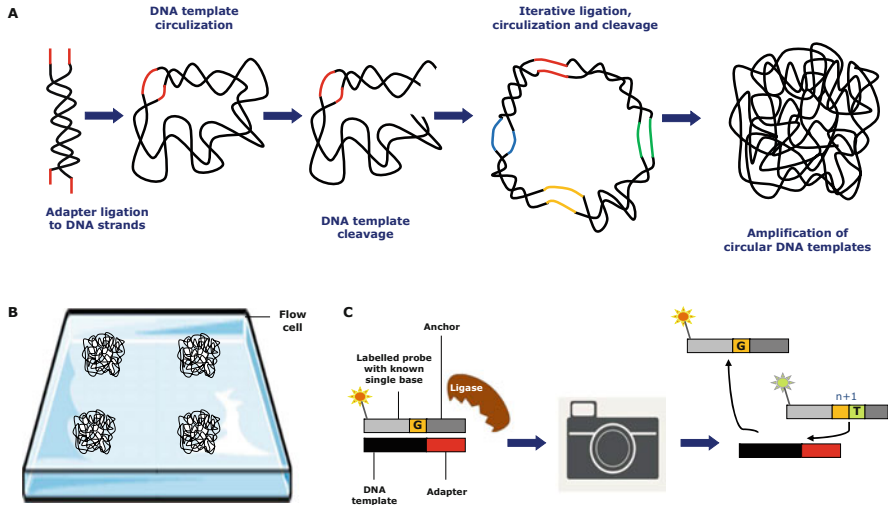 A
DNA template
circulization
Iterative ligation,
circulization and cleavage
Adapter ligation
to DNA strands
DNA template
cleavage
Amplification of
circular DNA templates
B
Flow
cell
C
Anchor
Labelled probe
with known
single base
Ligase
G
DNA
template
Adapter
G
n+1
T